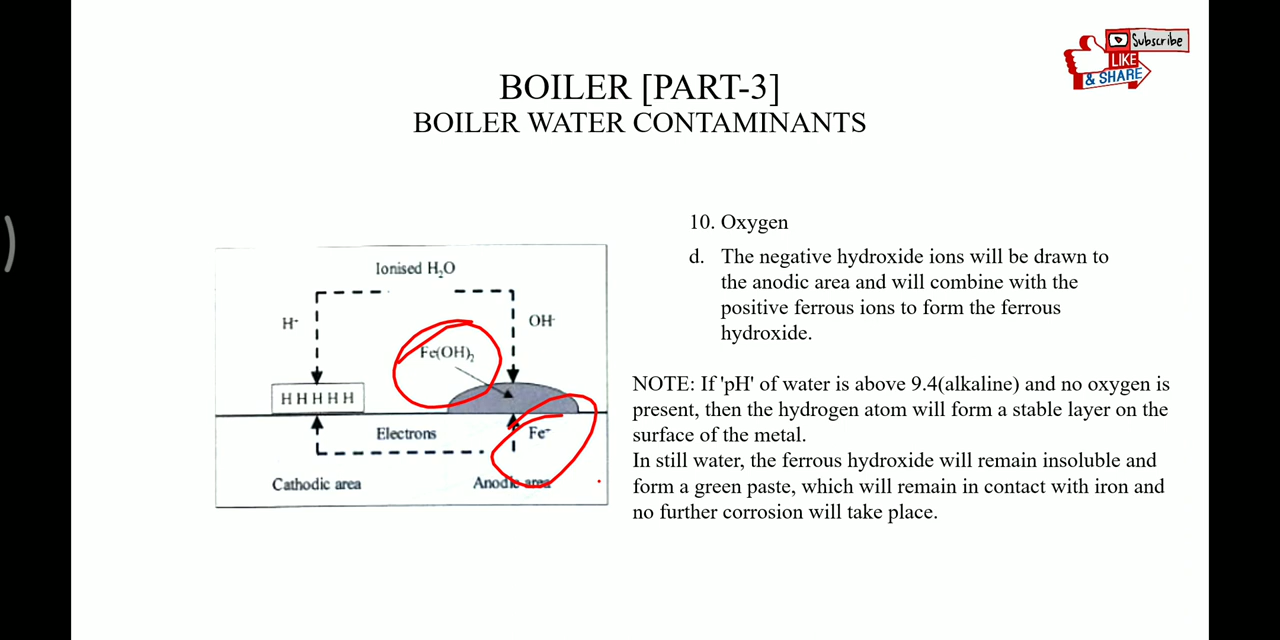 Subscribe
LIKE
& SHARE
BOILER [PART-3]
BOILER WATER CONTAMINANTS
Ionised H₂O
H-
OH-
Fe(OH)₂
H H H H H
Electrons
Fe-
Cathodic area
Anodic area
10. Oxygen
d. The negative hydroxide ions will be drawn to
the anodic area and will combine with the
positive ferrous ions to form the ferrous
hydroxide.
NOTE: If 'pH' of water is above 9.4(alkaline) and no oxygen is
present, then the hydrogen atom will form a stable layer on the
surface of the metal.
In still water, the ferrous hydroxide will remain insoluble and
form a green paste, which will remain in contact with iron and
no further corrosion will take place.